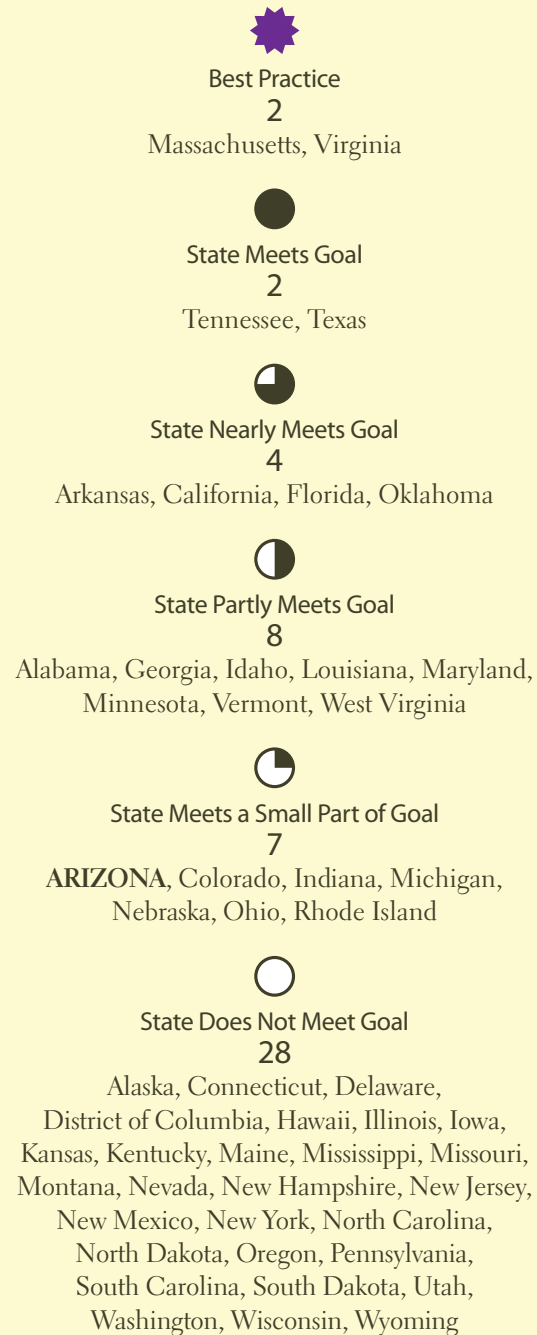 Best Practice
2
Massachusetts, Virginia
State Meets Goal
2
Tennessee, Texas
State Nearly Meets Goal
4
Arkansas, California, Florida, Oklahoma
State Partly Meets Goal
8
Alabama, Georgia, Idaho, Louisiana, Maryland,
Minnesota, Vermont, West Virginia
State Meets a Small Part of Goal
7
ARIZONA, Colorado, Indiana, Michigan,
Nebraska, Ohio, Rhode Island
State Does Not Meet Goal
28
Alaska, Connecticut, Delaware,
District of Columbia, Hawaii, Illinois, Iowa,
Kansas, Kentucky, Maine, Mississippi, Missouri,
Montana, Nevada, New Hampshire, New Jersey,
New Mexico, New York, North Carolina,
North Dakota, Oregon, Pennsylvania,
South Carolina, South Dakota, Utah,
Washington, Wisconsin, Wyoming